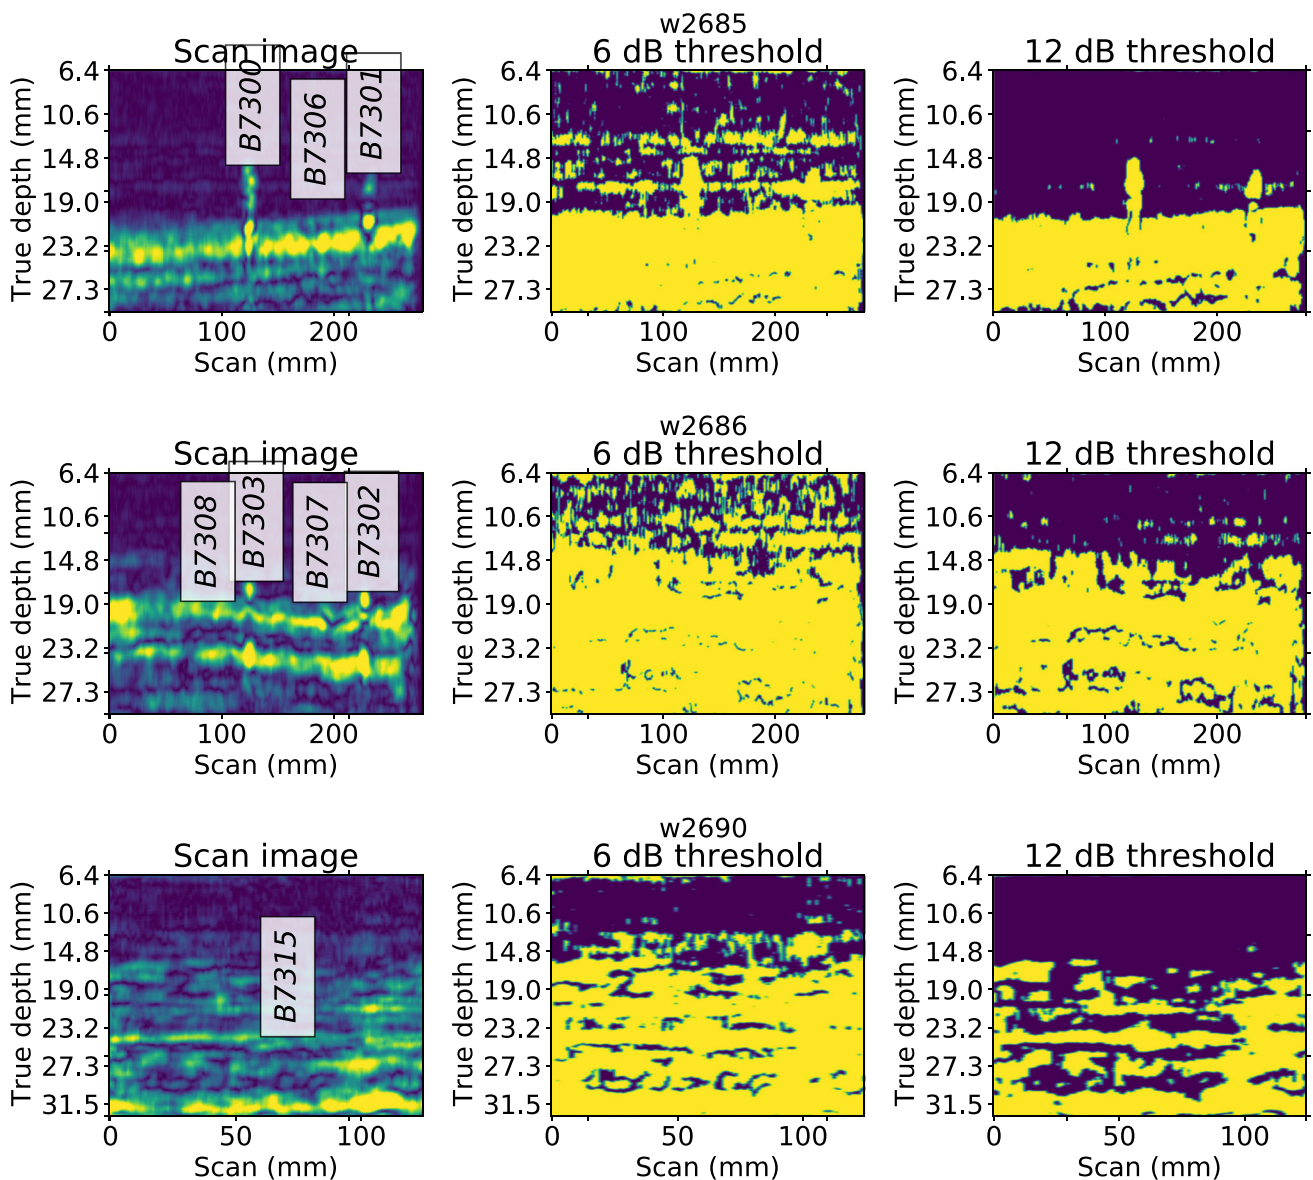 w2685
Scan image
6 dB threshold
12 dB threshold
B7300
B7306
B7301
True depth (mm)
6.4
10.6
14.8
19.0
23.2
27.3
0
100
200
Scan (mm)
True depth (mm)
6.4
10.6
14.8
19.0
23.2
27.3
0
100
200
Scan (mm)
True depth (mm)
6.4
10.6
14.8
19.0
23.2
27.3
0
100
200
Scan (mm)
w2686
Scan image
6 dB threshold
12 dB threshold
B7308
B7303
B7307
B7302
True depth (mm)
6.4
10.6
14.8
19.0
23.2
27.3
0
100
200
Scan (mm)
True depth (mm)
6.4
10.6
14.8
19.0
23.2
27.3
0
100
200
Scan (mm)
True depth (mm)
6.4
10.6
14.8
19.0
23.2
27.3
0
100
200
Scan (mm)
w2690
Scan image
6 dB threshold
12 dB threshold
B7315
True depth (mm)
6.4
10.6
14.8
19.0
23.2
27.3
31.5
0
50
100
Scan (mm)
True depth (mm)
6.4
10.6
14.8
19.0
23.2
27.3
31.5
0
50
100
Scan (mm)
True depth (mm)
6.4
10.6
14.8
19.0
23.2
27.3
31.5
0
50
100
Scan (mm)